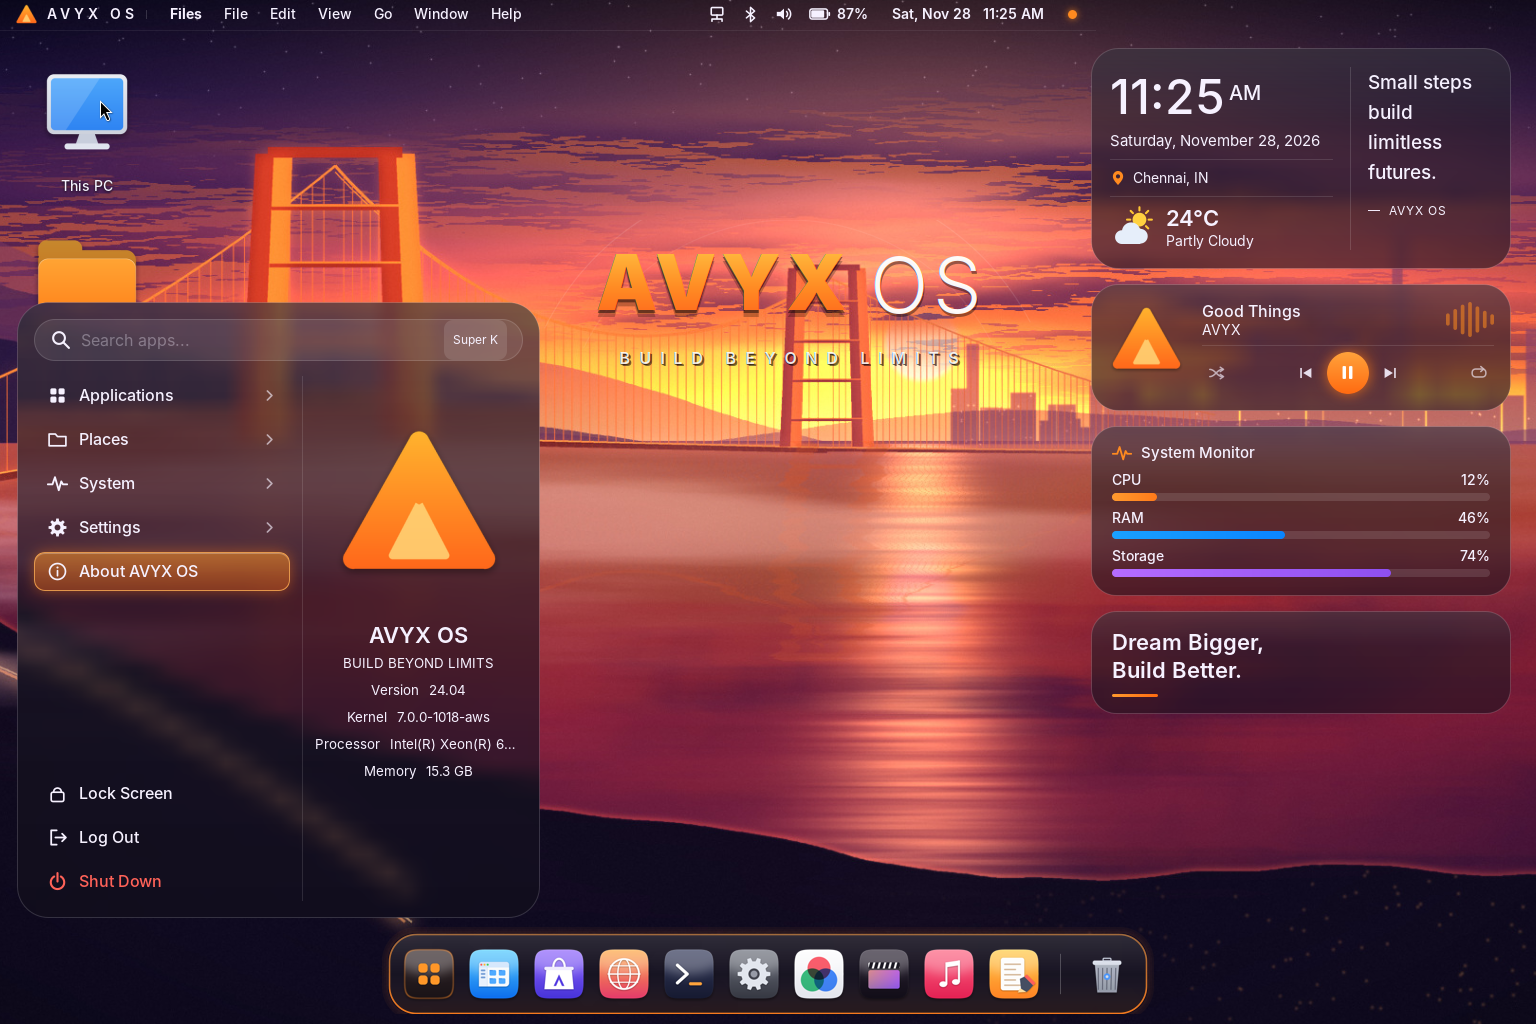 AVYX OS
Files File Edit View Go Window Help
87% Sat, Nov 28 11:25 AM
This PC
AVYX OS
BUILD BEYOND LIMITS
Search apps...
Super K
Applications
Places
System
Settings
About AVYX OS
Lock Screen
Log Out
Shut Down
AVYX OS
BUILD BEYOND LIMITS
Version 24.04
Kernel 7.0.0-1018-aws
Processor Intel(R) Xeon(R) 6...
Memory 15.3 GB
11:25 AM
Saturday, November 28, 2026
Chennai, IN
24°C
Partly Cloudy
Small steps
build
limitless
futures.
— AVYX OS
Good Things
AVYX
System Monitor
CPU 12%
RAM 46%
Storage 74%
Dream Bigger,
Build Better.